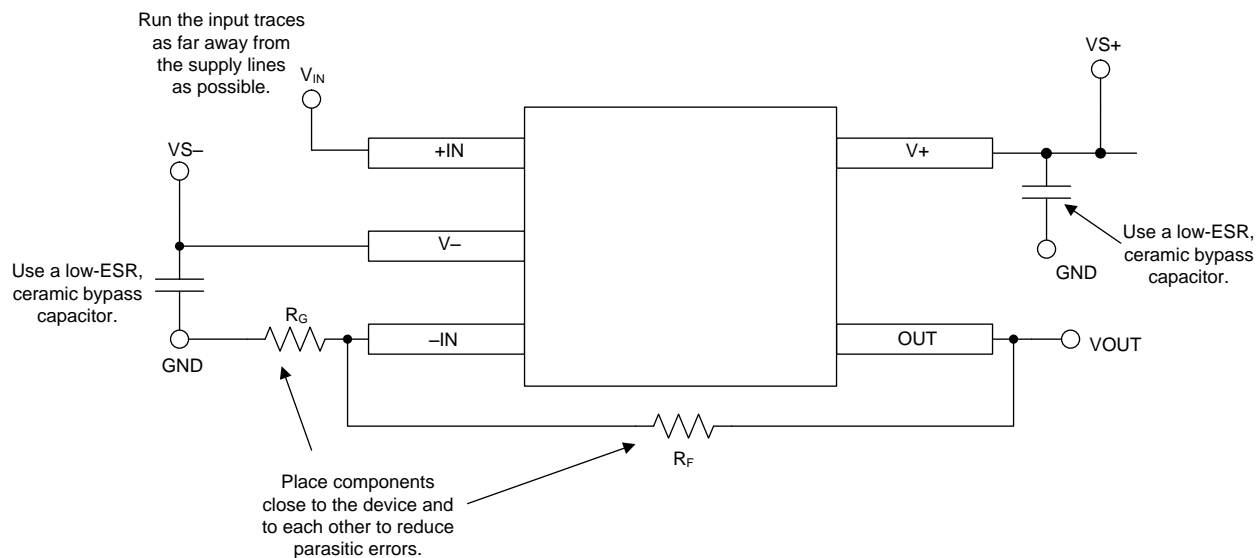 Run the input traces
as far away from
the supply lines
as possible.
VIN
VS+
+IN
V+
VS–
V–
Use a low-ESR,
ceramic bypass
capacitor.
GND
Use a low-ESR,
ceramic bypass
capacitor.
RG
–IN
OUT
VOUT
GND
RF
Place components
close to the device and
to each other to reduce
parasitic errors.